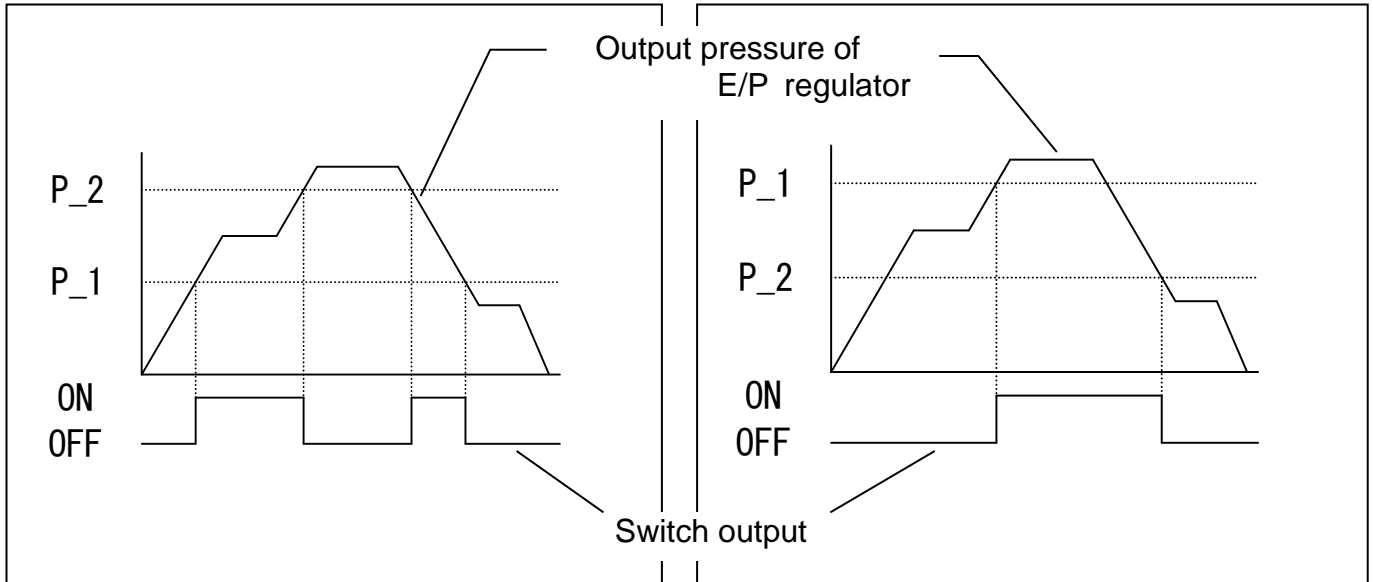 Output pressure of
E/P regulator
P_2
P_1
ON
OFF
P_1
P_2
ON
OFF
Switch output